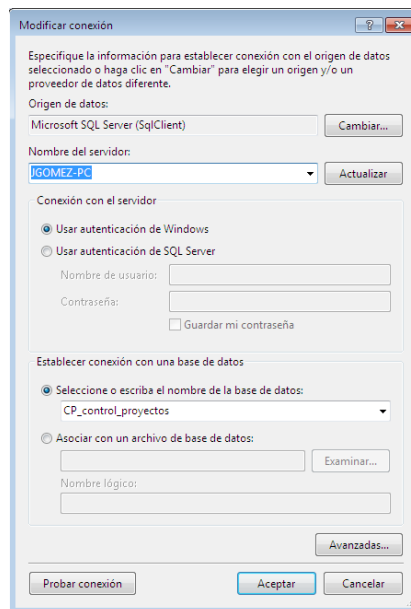 Modificar conexión
Especifique la información para establecer conexión con el origen de datos
seleccionado o haga clic en "Cambiar" para elegir un origen y/o un
proveedor de datos diferente.
Origen de datos:
Microsoft SQL Server (SqlClient)
Cambiar...
Nombre del servidor:
JGOMEZ-PC
Actualizar
Conexión con el servidor
Usar autenticación de Windows
Usar autenticación de SQL Server
Nombre de usuario:
Contraseña:
Guardar mi contraseña
Establecer conexión con una base de datos
Seleccione o escriba el nombre de la base de datos:
CP_control_proyectos
Asociar con un archivo de base de datos:
Examinar...
Nombre lógico:
Avanzadas...
Probar conexión
Aceptar
Cancelar